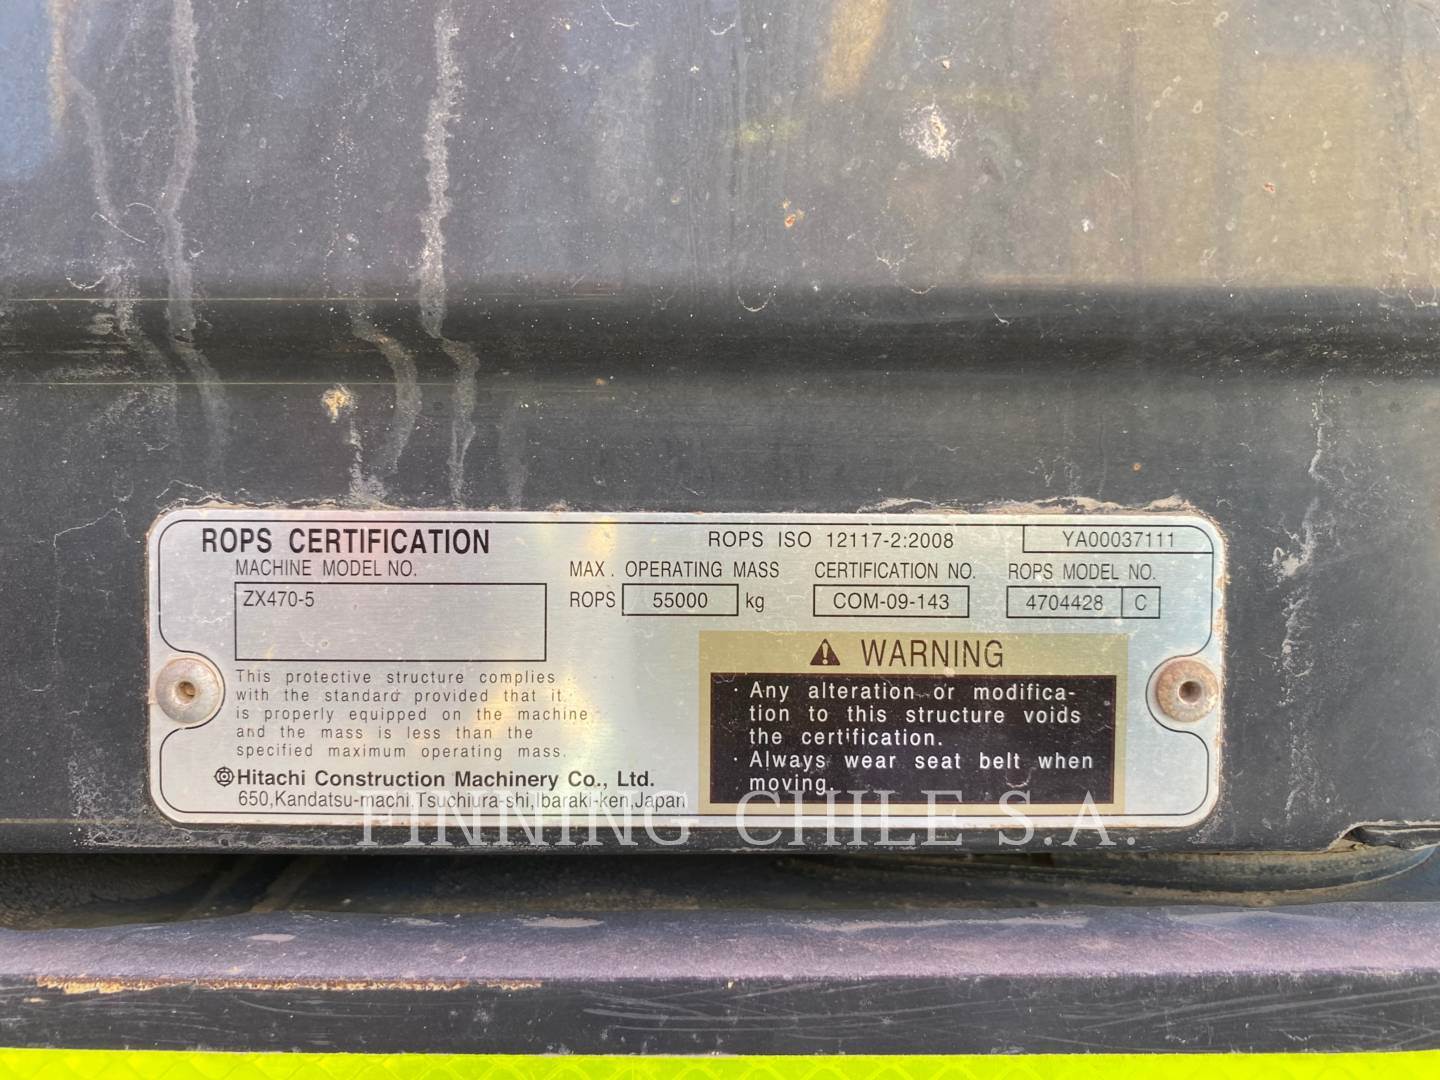 ROPS CERTIFICATION
ROPS ISO 12117-2:2008
YA00037111
MACHINE MODEL NO.
ZX470-5
MAX. OPERATING MASS
ROPS 55000 kg
CERTIFICATION NO.
COM-09-143
ROPS MODEL NO.
4704428 C
This protective structure complies
with the standard provided that it
is properly equipped on the machine
and the mass is less than the
specified maximum operating mass.
Hitachi Construction Machinery Co., Ltd.
650,Kandatsu-machi,Tsuchiura-shi,Ibaraki-ken,Japan
WARNING
· Any alteration or modifica-
tion to this structure voids
the certification.
· Always wear seat belt when
moving.
FINNING CHILE S.A.